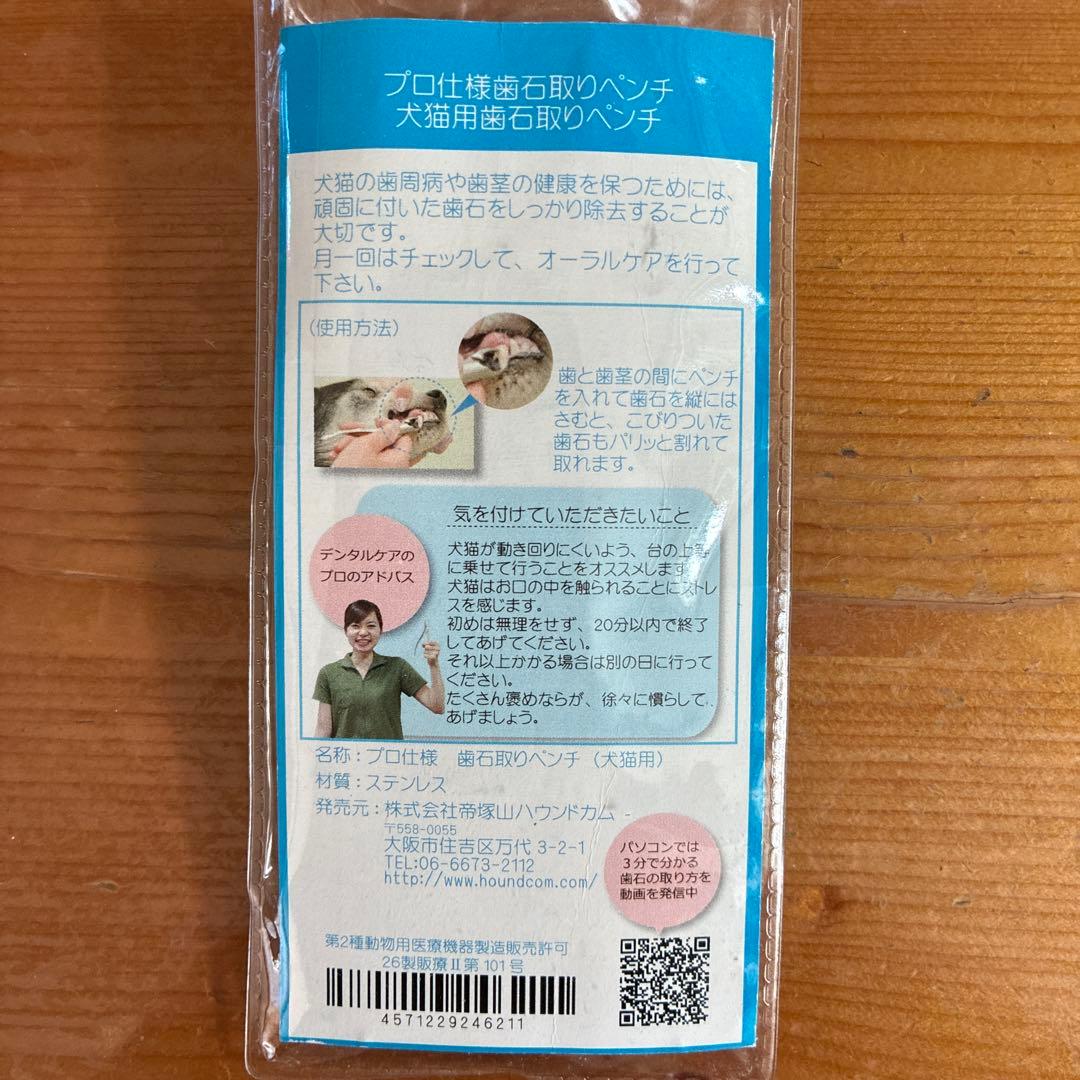 プロ仕様歯石取りペンチ
犬猫用歯石取りペンチ
犬猫の歯周病や歯茎の健康を保つためには、
頑固に付いた歯石をしっかり除去することが
大切です。
月一回はチェックして、オーラルケアを行って
下さい。
（使用方法）
歯と歯茎の間にペンチ
を入れて歯石を縦には
さむと、こびりついた
歯石もパリッと割れて
取れます。
デンタルケアの
プロのアドバス
気を付けていただきたいこと
犬猫が動き回りにくいよう、台の上等
に乗せて行うことをオススメします
犬猫はお口の中を触られることにストレ
スを感じます。
初めは無理をせず、20分以内で終了
してあげてください。
それ以上かかる場合は別の日に行って
ください。
たくさん褒めならが、徐々に慣らして、
あげましょう。
名称：プロ仕様　歯石取りペンチ（犬猫用）
材質：ステンレス
発売元：株式会社帝塚山ハウンドカム
〒558-0055
大阪市住吉区万代 3-2-1
TEL:06-6673-2112
http://www.houndcom.com/
パソコンでは
3分で分かる
歯石の取り方を
動画を発信中
第2種動物用医療機器製造販売許可
26製販療Ⅱ第101号
4571229246211